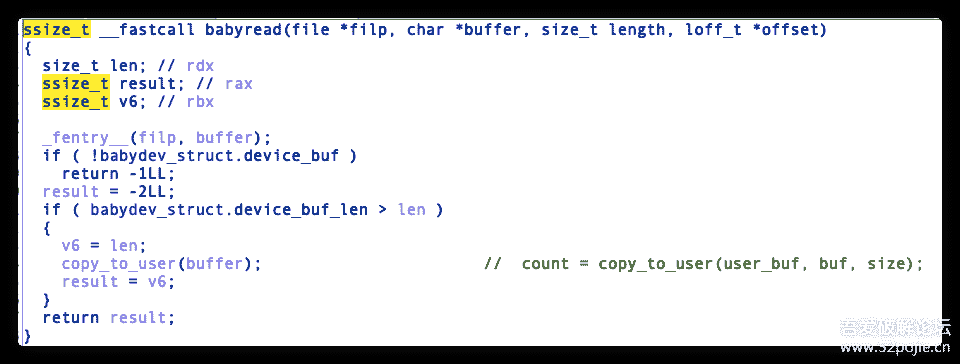 ssize_t __fastcall babyread(file *filp, char *buffer, size_t length, loff_t *offset)
{
size_t len; // rdx
ssize_t result; // rax
ssize_t v6; // rbx
_fentry__(filp, buffer);
if ( !babydev_struct.device_buf )
return -1LL;
result = -2LL;
if ( babydev_struct.device_buf_len > len )
{
v6 = len;
copy_to_user(buffer); // count = copy_to_user(user_buf, buf, size);
result = v6;
}
return result;
}
吾爱破解论坛
www.52pojie.cn